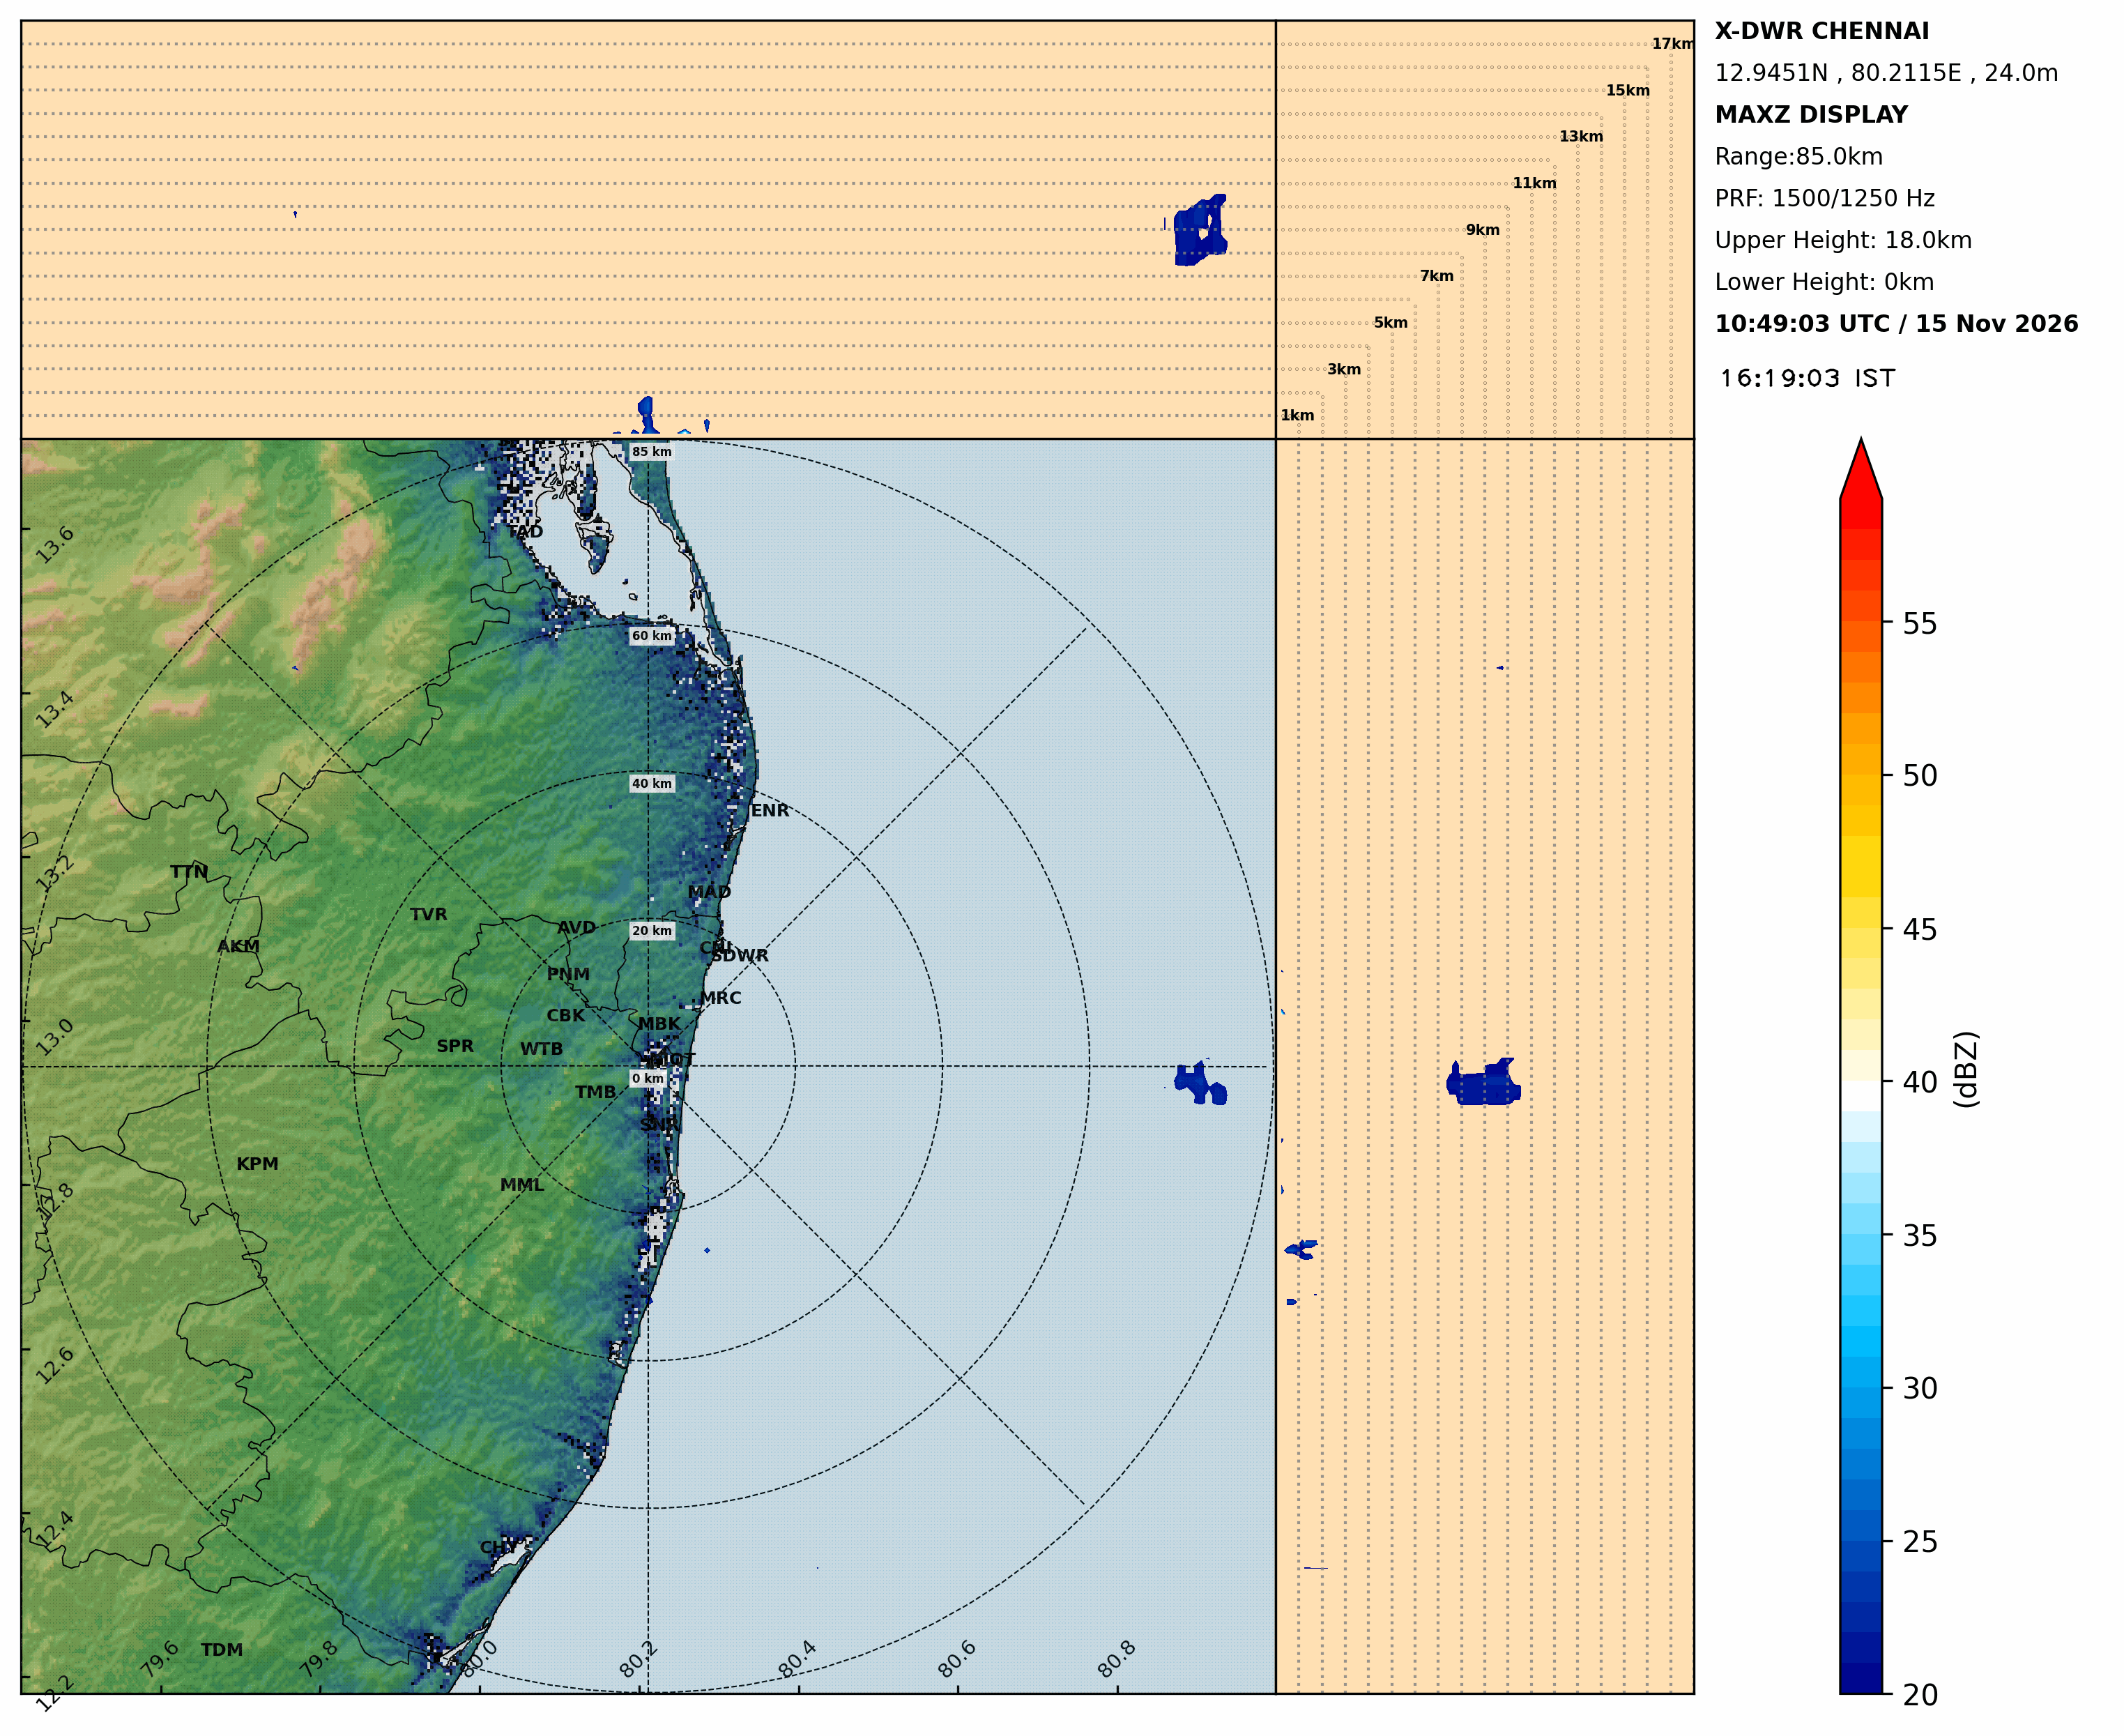 X-DWR CHENNAI
12.9451N , 80.2115E , 24.0m
MAXZ DISPLAY
Range:85.0km
PRF: 1500/1250 Hz
Upper Height: 18.0km
Lower Height: 0km
10:49:03 UTC / 15 Nov 2026
16:19:03 IST
17km
15km
13km
11km
9km
7km
5km
3km
1km
85 km
60 km
40 km
20 km
0 km
TAD
ENR
TTN
MAD
TVR
AVD
AKM
SDWR
PNM
MRC
CBK
MBK
SPR
WTB
TMB
SNR
KPM
MML
CHY
TDM
13.6
13.4
13.2
13.0
12.8
12.6
12.4
12.2
79.6
79.8
80.0
80.2
80.4
80.6
80.8
55
50
45
40
35
30
25
20
(dBZ)